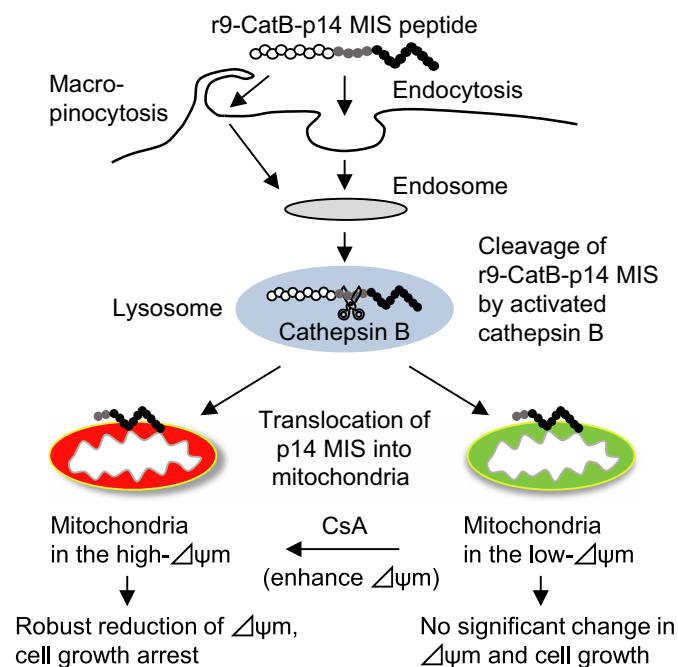 r9-CatB-p14 MIS peptide
Macro-
pinocytosis
Endocytosis
Endosome
Cleavage of
r9-CatB-p14 MIS
by activated
cathepsin B
Lysosome
Cathepsin B
Translocation of
p14 MIS into
mitochondria
Mitochondria
in the high-⊿ψm
CsA
(enhance ⊿ψm)
Mitochondria
in the low-⊿ψm
Robust reduction of ⊿ψm,
cell growth arrest
No significant change in
⊿ψm and cell growth